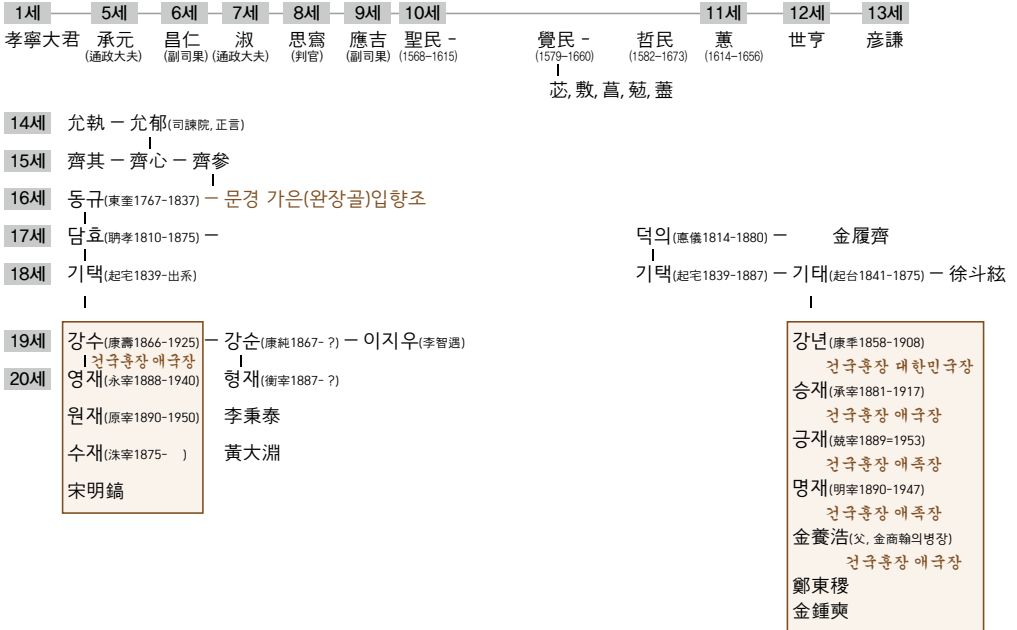 1세 5세 6세 7세 8세 9세 10세 11세 12세 13세
孝寧大君 承元 昌仁 淑 思寯 應吉 聖民 - 覺民 - 哲民 蕙 世亨 彦謙
(通政大夫) (副司果) (通政大夫) (判官) (副司果) (1568-1615) (1579-1660) (1582-1673) (1614-1656)
苾, 敷, 菖, 葂, 藎
14세 允執 - 允郁(司諫院, 正言)
15세 齊其 - 齊心 - 齊參
16세 동규(東奎1767-1837) - 문경 가은(완장골)입향조
17세 담효(聃孝1810-1875) - 덕의(悳儀1814-1880) - 金履齊
18세 기택(起宅1839-出系) 기택(起宅1839-1887) - 기태(起台1841-1875) - 徐斗絃
19세 강수(康壽1866-1925) - 강순(康純1867- ?) - 이지우(李智遇)
건국훈장 애국장
20세 영재(永宰1888-1940) 형재(衡宰1887- ?)
원재(原宰1890-1950) 李秉泰
수재(洙宰1875- ) 黃大淵
宋明鎬
강년(康秊1858-1908)
건국훈장 대한민국장
승재(承宰1881-1917)
건국훈장 애국장
긍재(兢宰1889=1953)
건국훈장 애족장
명재(明宰1890-1947)
건국훈장 애족장
金養浩(父, 金商翰의병장)
건국훈장 애국장
鄭東稷
金鍾奭